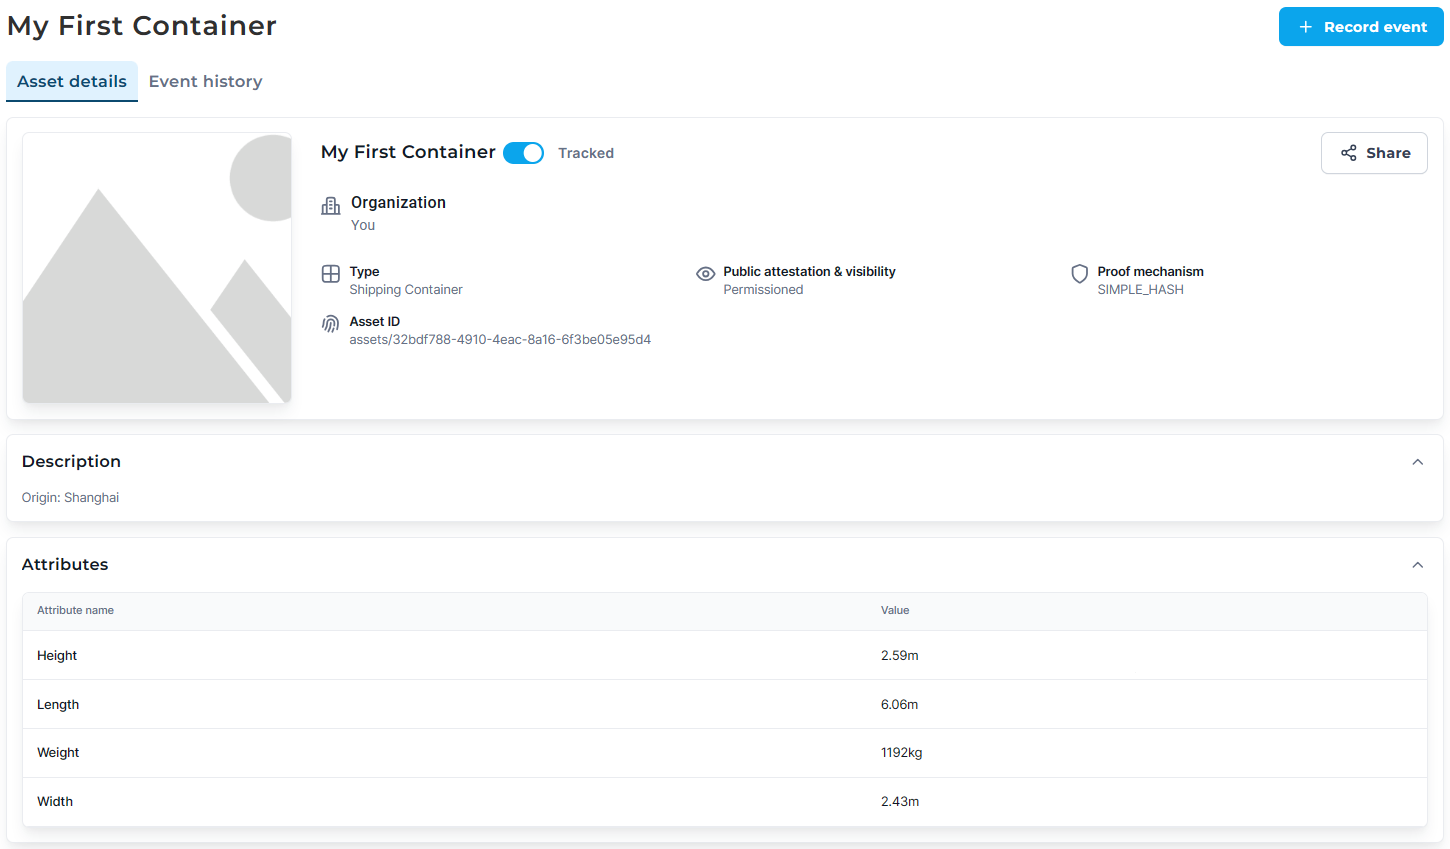 My First Container
Record event
Asset details
Event history
My First Container
Tracked
Share
Organization
You
Type
Shipping Container
Public attestation & visibility
Permissioned
Proof mechanism
SIMPLE_HASH
Asset ID
assets/32bdf788-4910-4eac-8a16-6f3be05e95d4
Description
Origin: Shanghai
Attributes
Attribute name Value
Height 2.59m
Length 6.06m
Weight 1192kg
Width 2.43m